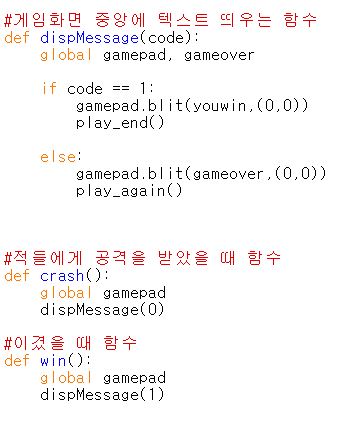 #게임화면 중앙에 텍스트 띄우는 함수
def dispMessage(code):
    global gamepad, gameover
    if code == 1:
        gamepad.blit(youwin,(0,0))
        play_end()
    else:
        gamepad.blit(gameover,(0,0))
        play_again()
#적들에게 공격을 받았을 때 함수
def crash():
    global gamepad
    dispMessage(0)
#이겼을 때 함수
def win():
    global gamepad
    dispMessage(1)